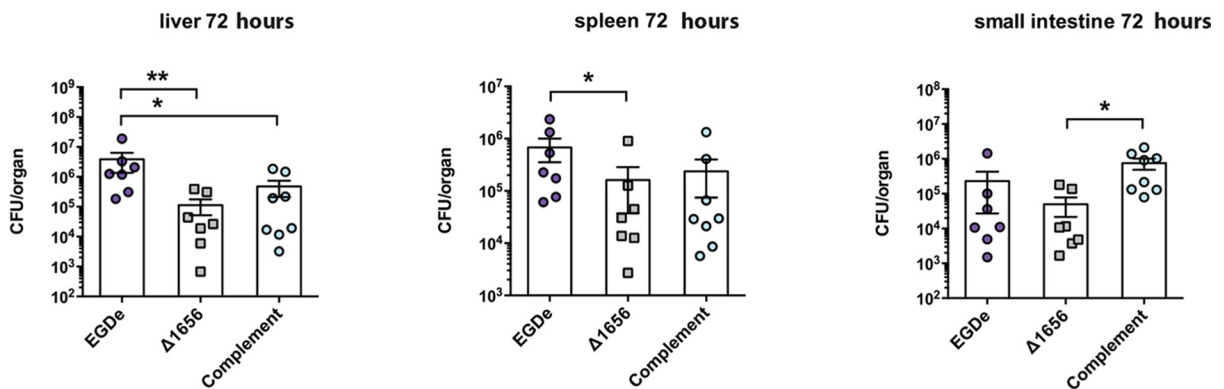 liver 72 hours
CFU/organ
10⁹
10⁸
10⁷
10⁶
10⁵
10⁴
10³
10²
**
*
EGDe
Δ1656
Complement
spleen 72 hours
CFU/organ
10⁷
10⁶
10⁵
10⁴
10³
*
EGDe
Δ1656
Complement
small intestine 72 hours
CFU/organ
10⁸
10⁷
10⁶
10⁵
10⁴
10³
10²
*
EGDe
Δ1656
Complement